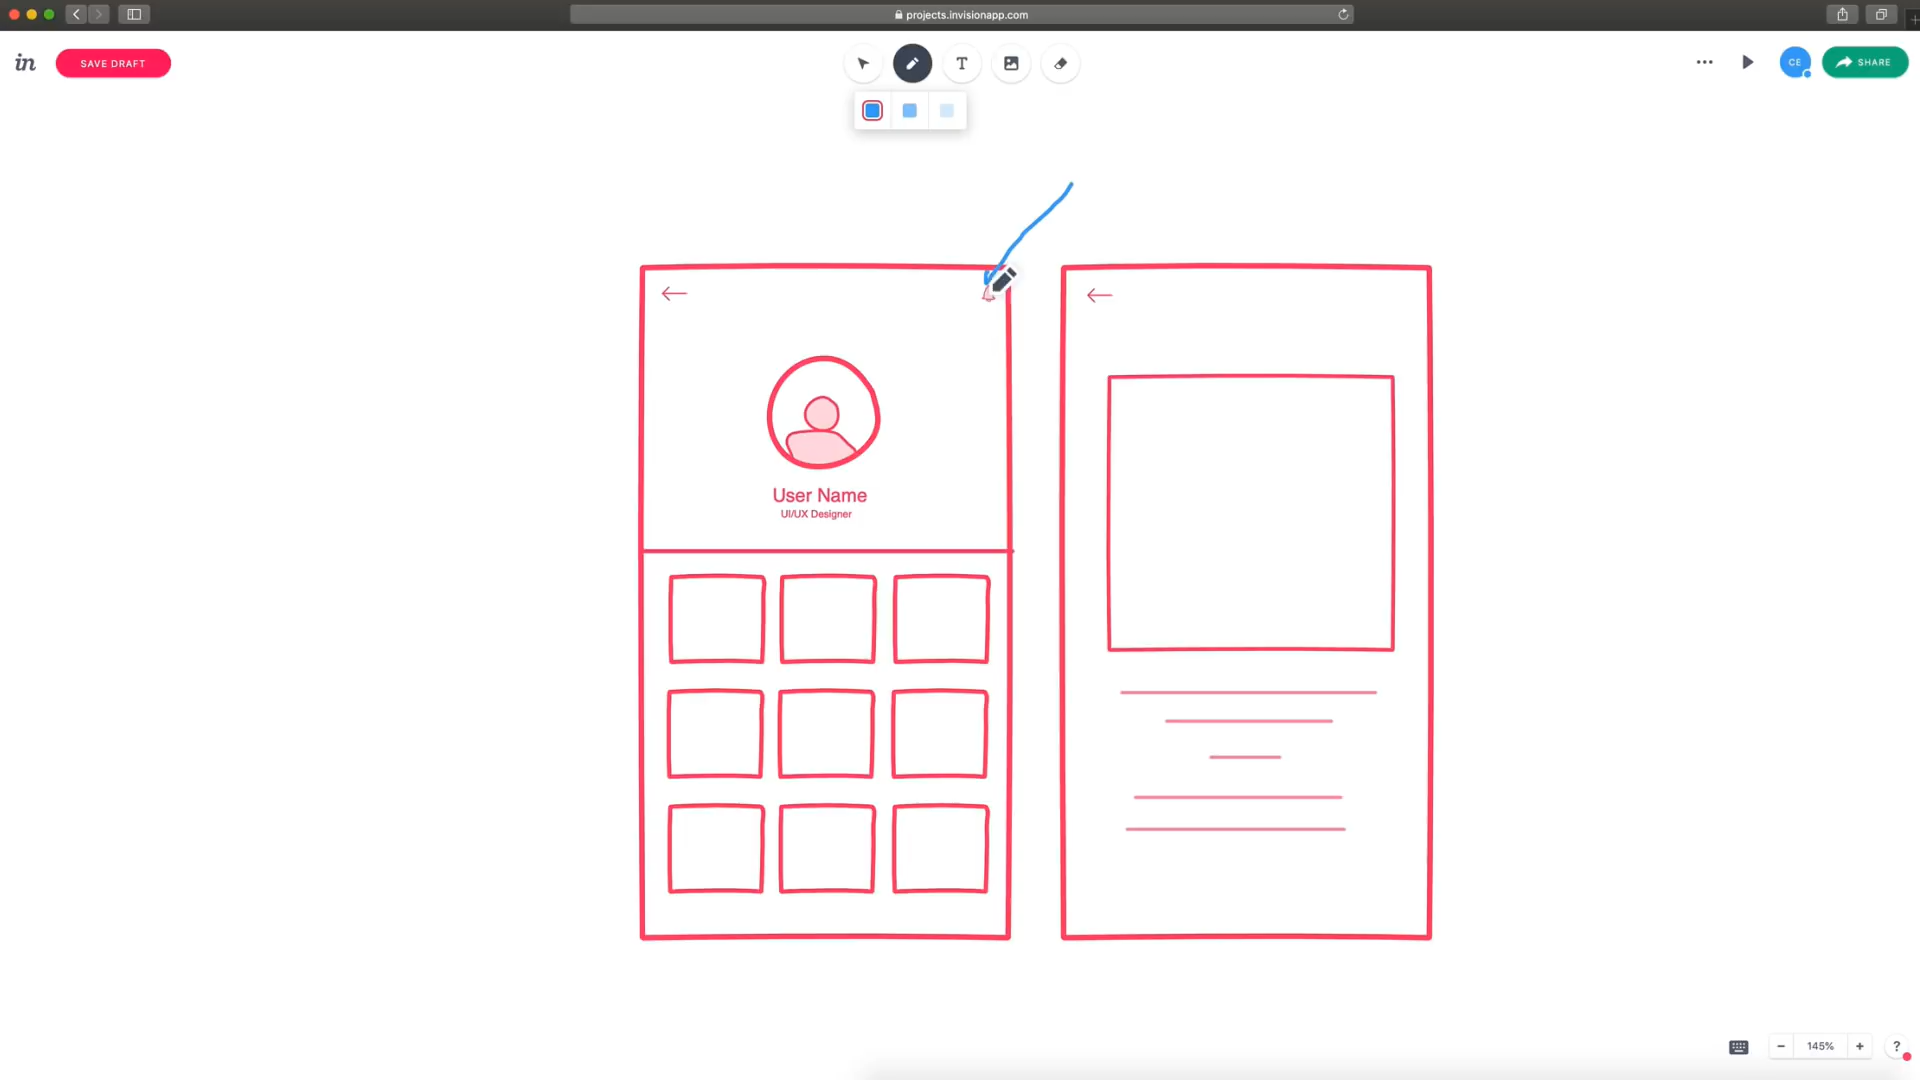 projects.invisionapp.com
in
SAVE DRAFT
T
CE
SHARE
User Name
UI/UX Designer
145%
?